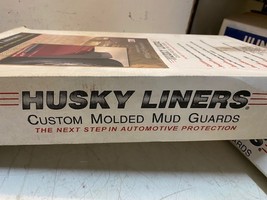 HUSKY LINERS
CUSTOM MOLDED MUD GUARDS
THE NEXT STEP IN AUTOMOTIVE PROTECTION